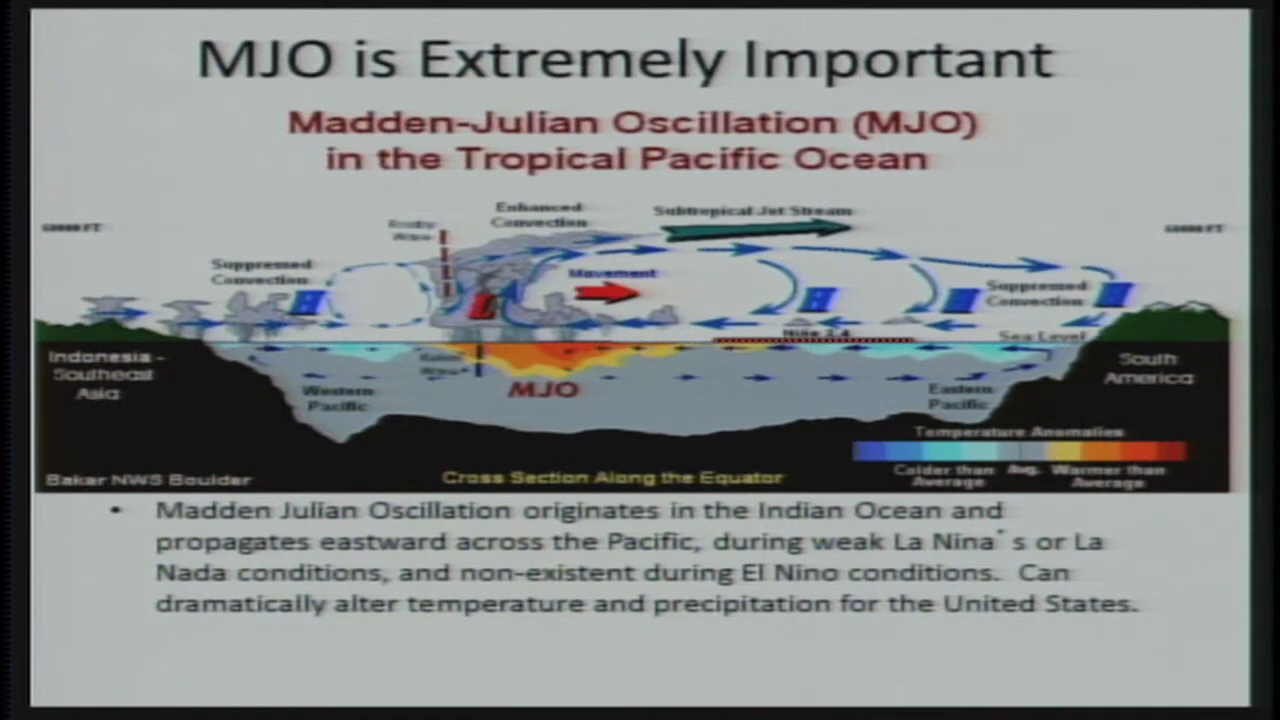 MJO is Extremely Important
Madden-Julian Oscillation (MJO)
in the Tropical Pacific Ocean
Enhanced
Convection
Subtropical Jet Stream
Suppressed
Convection
Movement
H
L
H
H
Suppressed
Convection
H
Sea Level
Indonesia -
Southeast
Asia
Western
Pacific
MJO
Eastern
Pacific
South
America
Temperature Anomalies
Colder than
Average
Avg.
Warmer than
Average
Baker NWS Boulder
Cross Section Along the Equator
• Madden Julian Oscillation originates in the Indian Ocean and
propagates eastward across the Pacific, during weak La Nina's or La
Nada conditions, and non-existent during El Nino conditions. Can
dramatically alter temperature and precipitation for the United States.